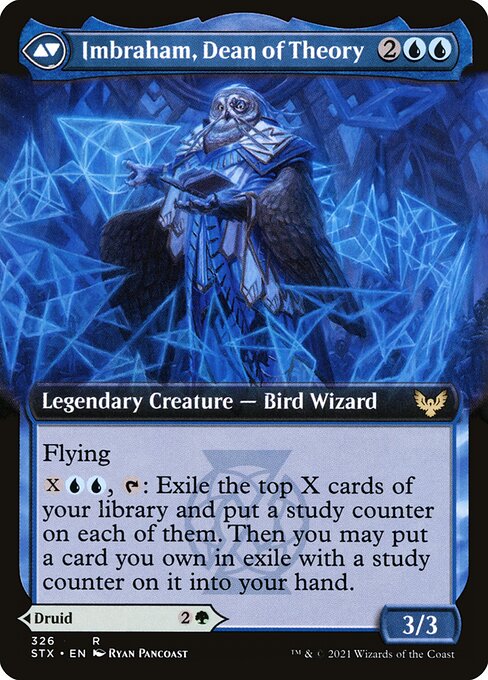 Imbraham, Dean of Theory 2
Legendary Creature — Bird Wizard
Flying
X, : Exile the top X cards of
your library and put a study counter
on each of them. Then you may put
a card you own in exile with a study
counter on it into your hand.
Druid 2
3/3
326 R
STX • EN RYAN PANCOAST
™ & © 2021 Wizards of the Coast